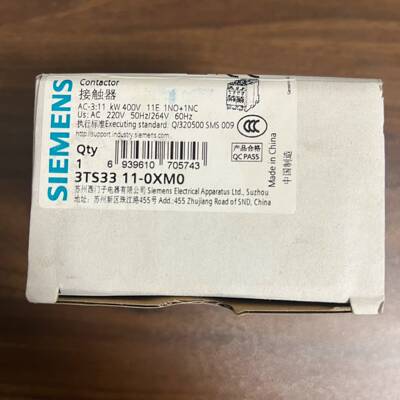 SIEMENS
Contactor
接触器
AC-3:11 kW 400V 11E 1NO+1NC
Us: AC 220V 50Hz/264V 60Hz
执行标准Executing standard: Q/320500 SMS 009
http://support.industry.siemens.com
Qty
1 6 939610 705743
产品合格
QC PASS
3TS33 11-0XM0
苏州西门子电器有限公司 Siemens Electrical Apparatus Ltd., Suzhou
苏州新区珠江路455号 Add.:455 Zhujiang Road of SND, China
Made in China
中国制造